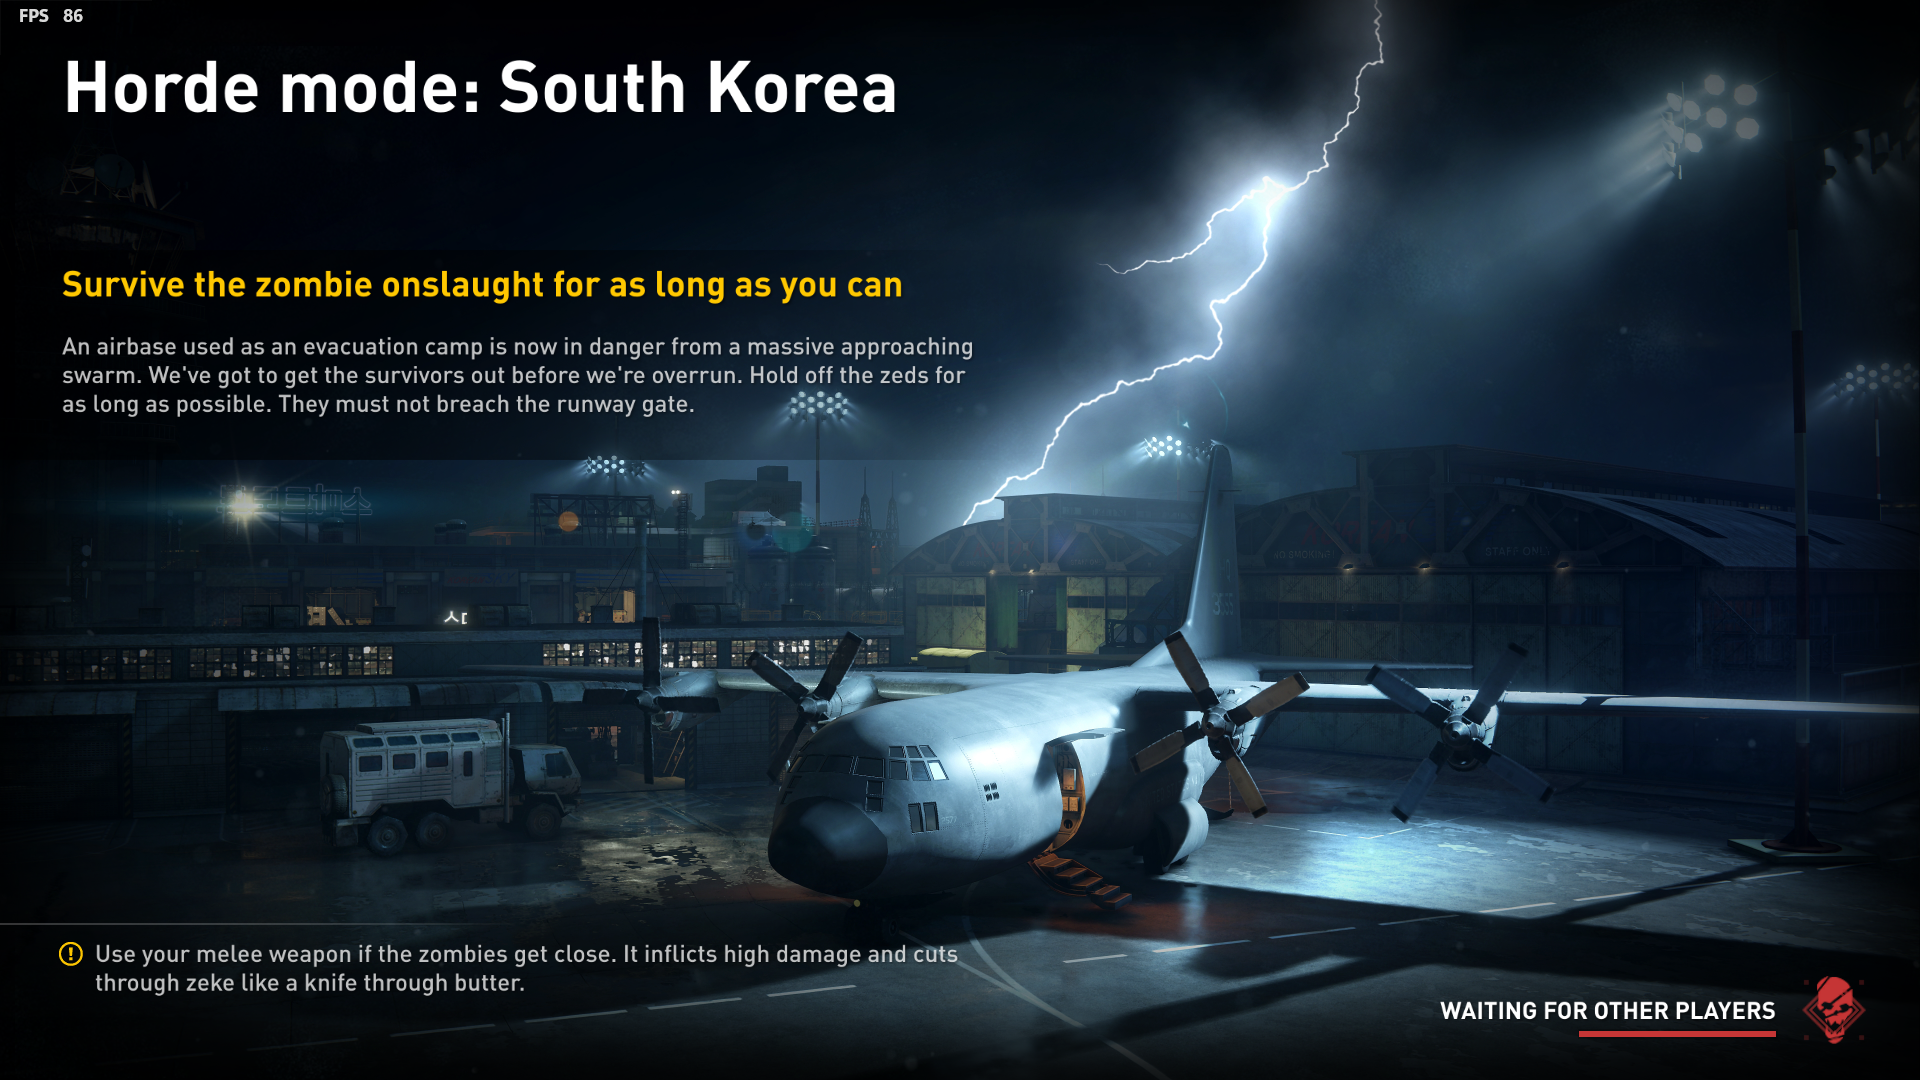 FPS 86
Horde mode: South Korea
Survive the zombie onslaught for as long as you can
An airbase used as an evacuation camp is now in danger from a massive approaching
swarm. We've got to get the survivors out before we're overrun. Hold off the zeds for
as long as possible. They must not breach the runway gate.
NO SMOKING!
STAFF ONLY
Use your melee weapon if the zombies get close. It inflicts high damage and cuts
through zeke like a knife through butter.
WAITING FOR OTHER PLAYERS